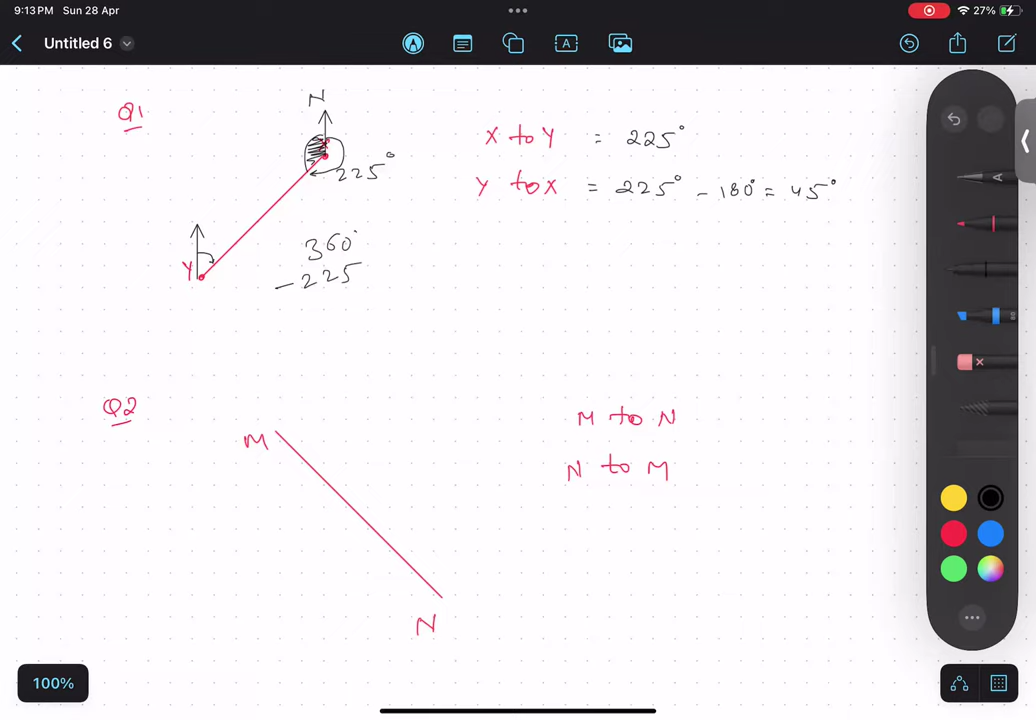 9:13 PM Sun 28 Apr
27%
Untitled 6
Q1
N
X to Y = 225°
225°
Y to X = 225° - 180° = 45°
Y
360°
-225
Q2
M
M to N
N to M
N
100%